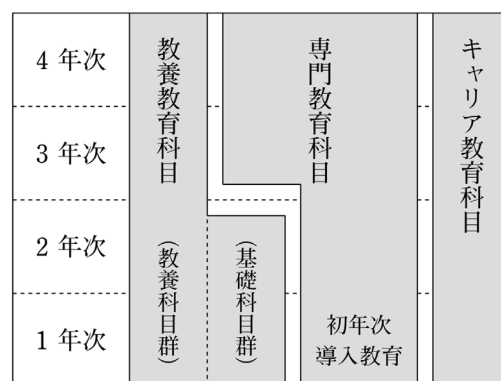 4 年次
3 年次
2 年次
1 年次
教養教育科目
(教養科目群)
(基礎科目群)
専門教育科目
初年次
導入教育
キャリア教育科目